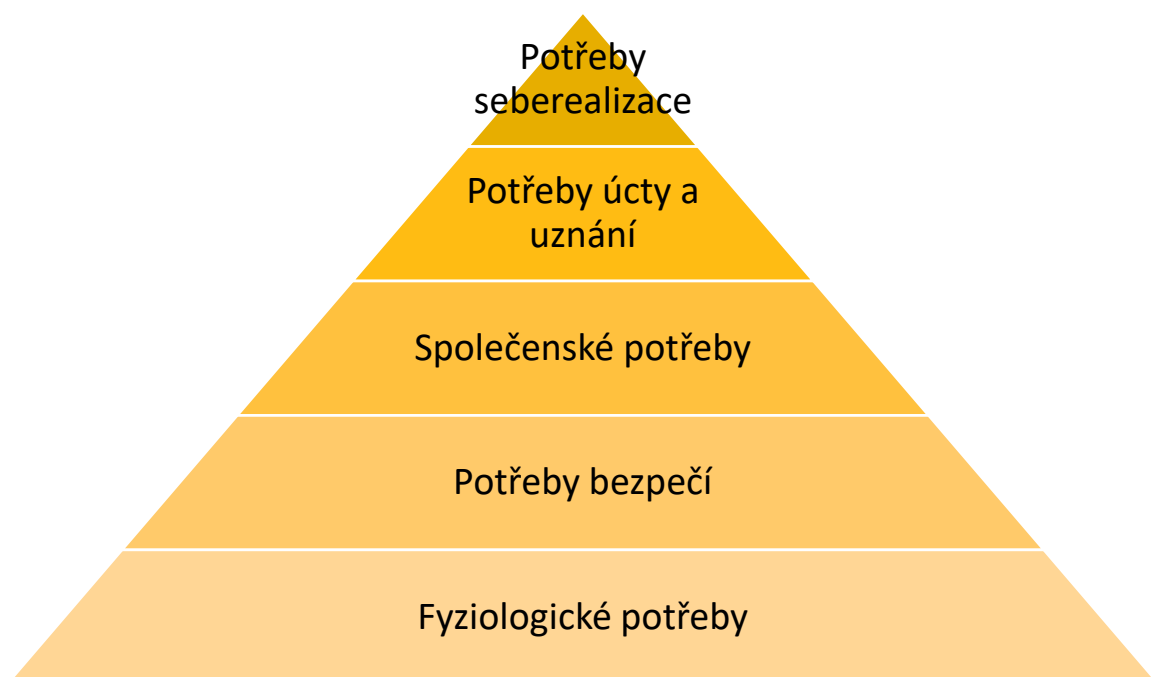 Potřeby
seberealizace
Potřeby úcty a
uznání
Společenské potřeby
Potřeby bezpečí
Fyziologické potřeby